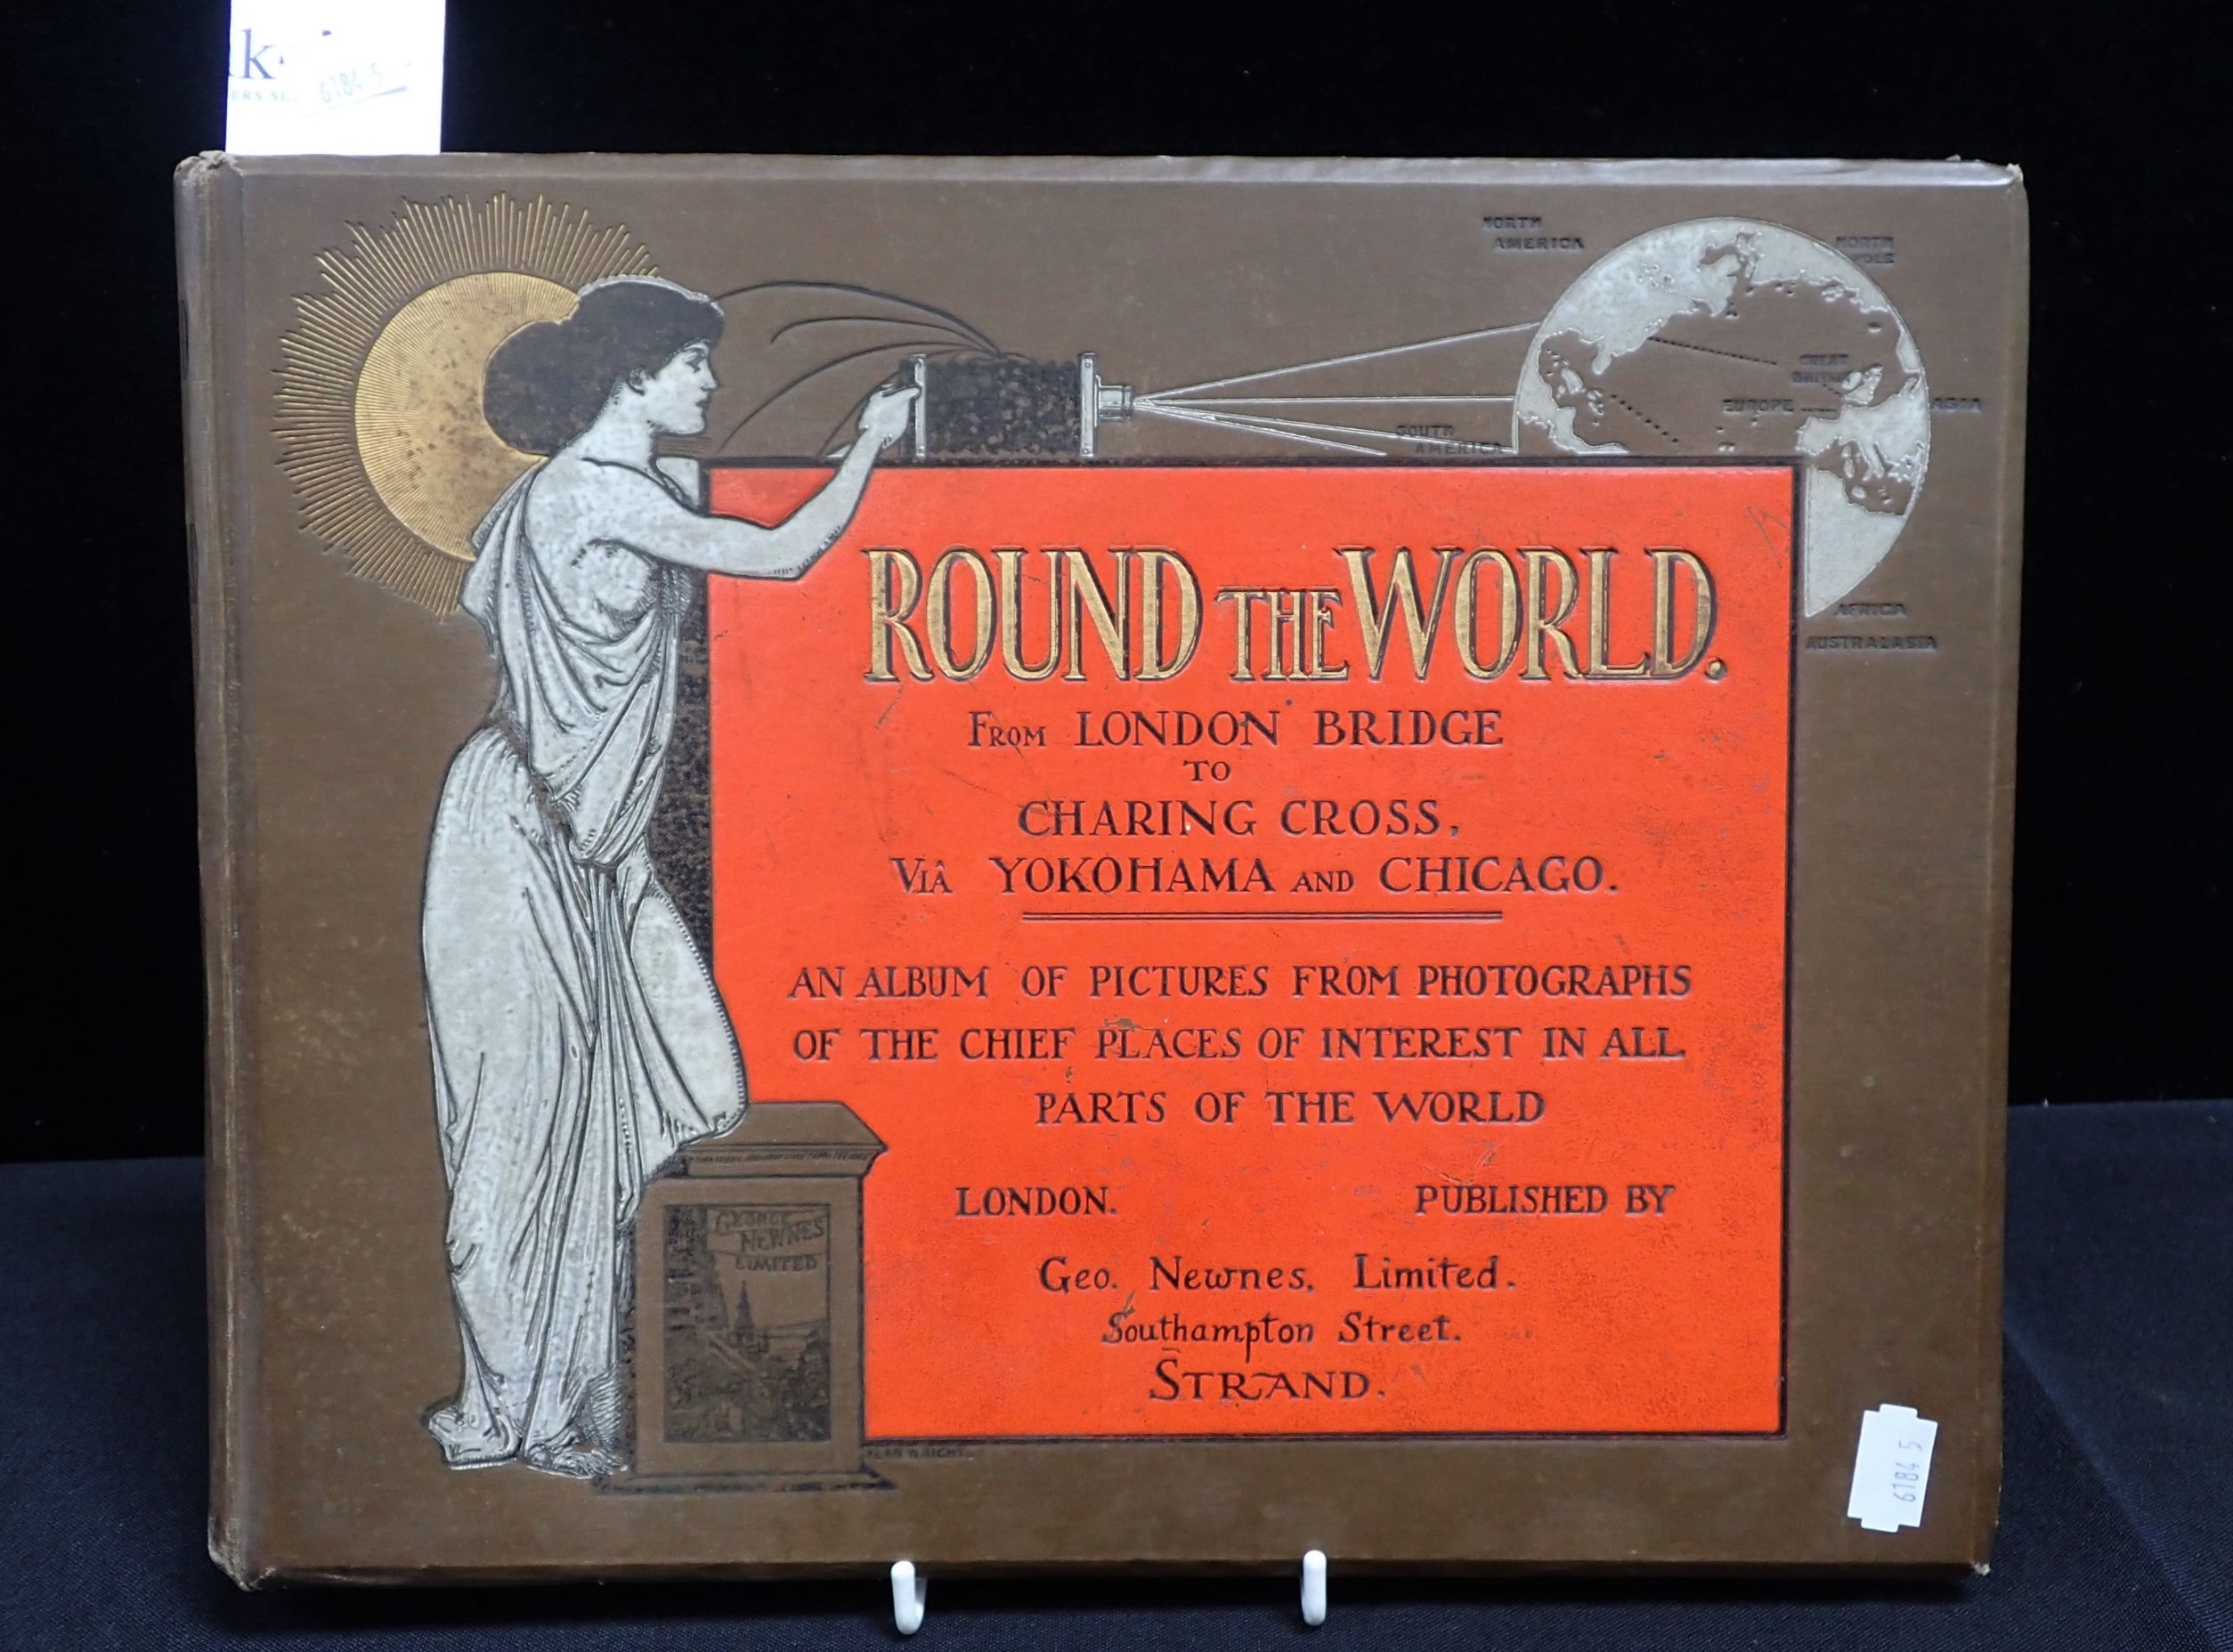 6184 5
NORTH
AMERICA
NORTH
POLE
GREAT
BRITAIN
EUROPE
ASIA
SOUTH
AMERICA
AFRICA
AUSTRALASIA
ROUND THE WORLD.
FROM LONDON BRIDGE
TO
CHARING CROSS,
VIÂ YOKOHAMA AND CHICAGO.
AN ALBUM OF PICTURES FROM PHOTOGRAPHS
OF THE CHIEF PLACES OF INTEREST IN ALL
PARTS OF THE WORLD
LONDON. PUBLISHED BY
Geo. Newnes, Limited.
Southampton Street.
STRAND.
GEORGE
NEWNES
LIMITED
6184 5